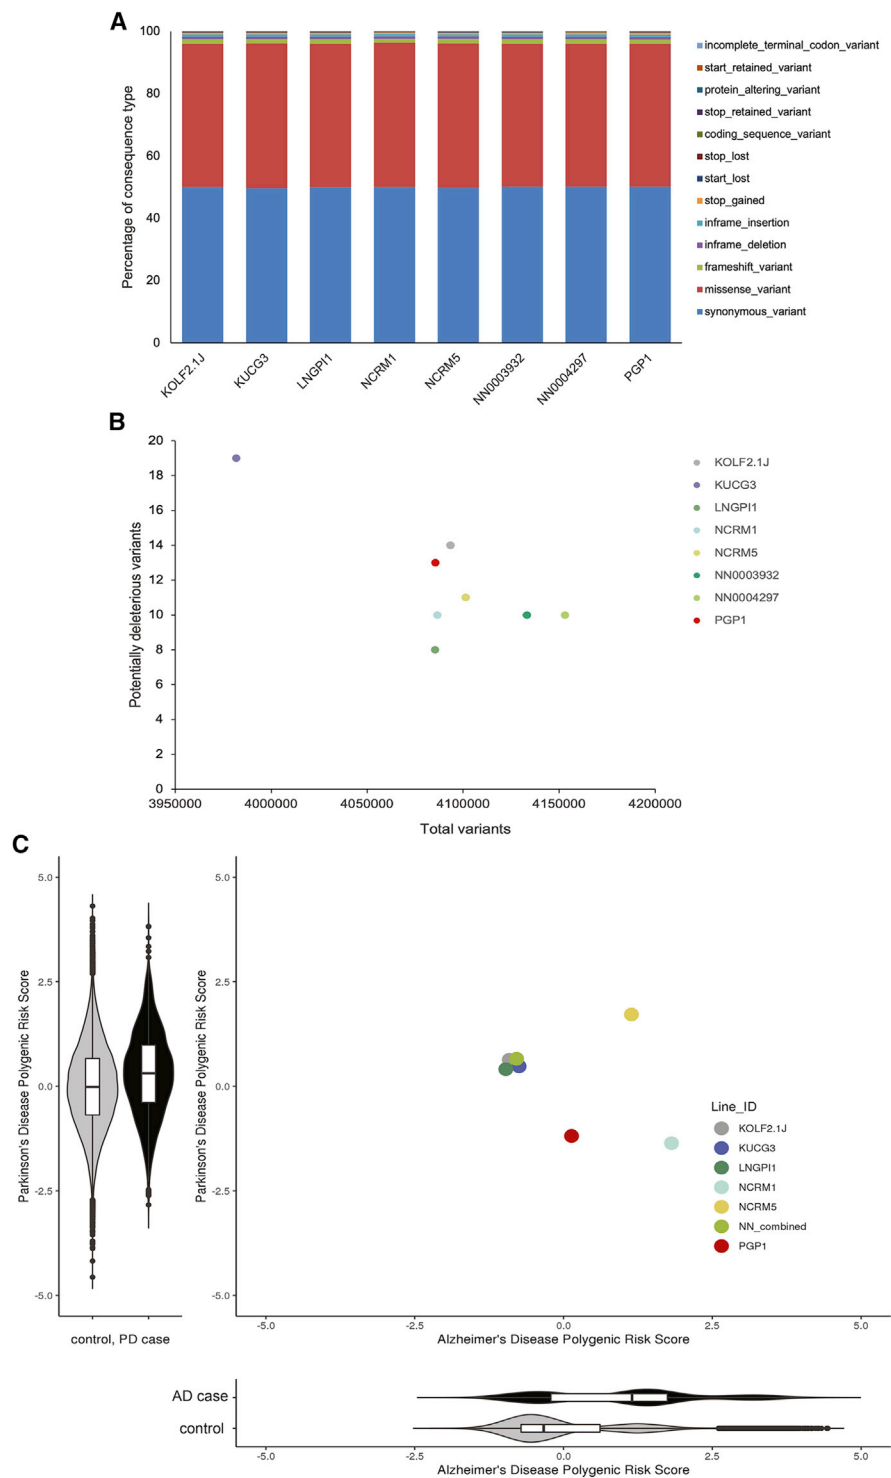 A
100
80
60
40
20
0
Percentage of consequence type
KOLF2.1J
KUCG3
LNGPI1
NCRM1
NCRM5
NN0003932
NN0004297
PGP1
incomplete_terminal_codon_variant
start_retained_variant
protein_altering_variant
stop_retained_variant
coding_sequence_variant
stop_lost
start_lost
stop_gained
inframe_insertion
inframe_deletion
frameshift_variant
missense_variant
synonymous_variant
B
20
18
16
14
12
10
8
6
4
2
0
Potentially deleterious variants
3950000 4000000 4050000 4100000 4150000 4200000
Total variants
KOLF2.1J
KUCG3
LNGPI1
NCRM1
NCRM5
NN0003932
NN0004297
PGP1
C
5.0
2.5
0.0
-2.5
-5.0
Parkinson's Disease Polygenic Risk Score
control, PD case
5.0
2.5
0.0
-2.5
-5.0
Parkinson's Disease Polygenic Risk Score
Line_ID
KOLF2.1J
KUCG3
LNGPI1
NCRM1
NCRM5
NN_combined
PGP1
-5.0 -2.5 0.0 2.5 5.0
Alzheimer's Disease Polygenic Risk Score
AD case
control
-5.0 -2.5 0.0 2.5 5.0
Alzheimer's Disease Polygenic Risk Score